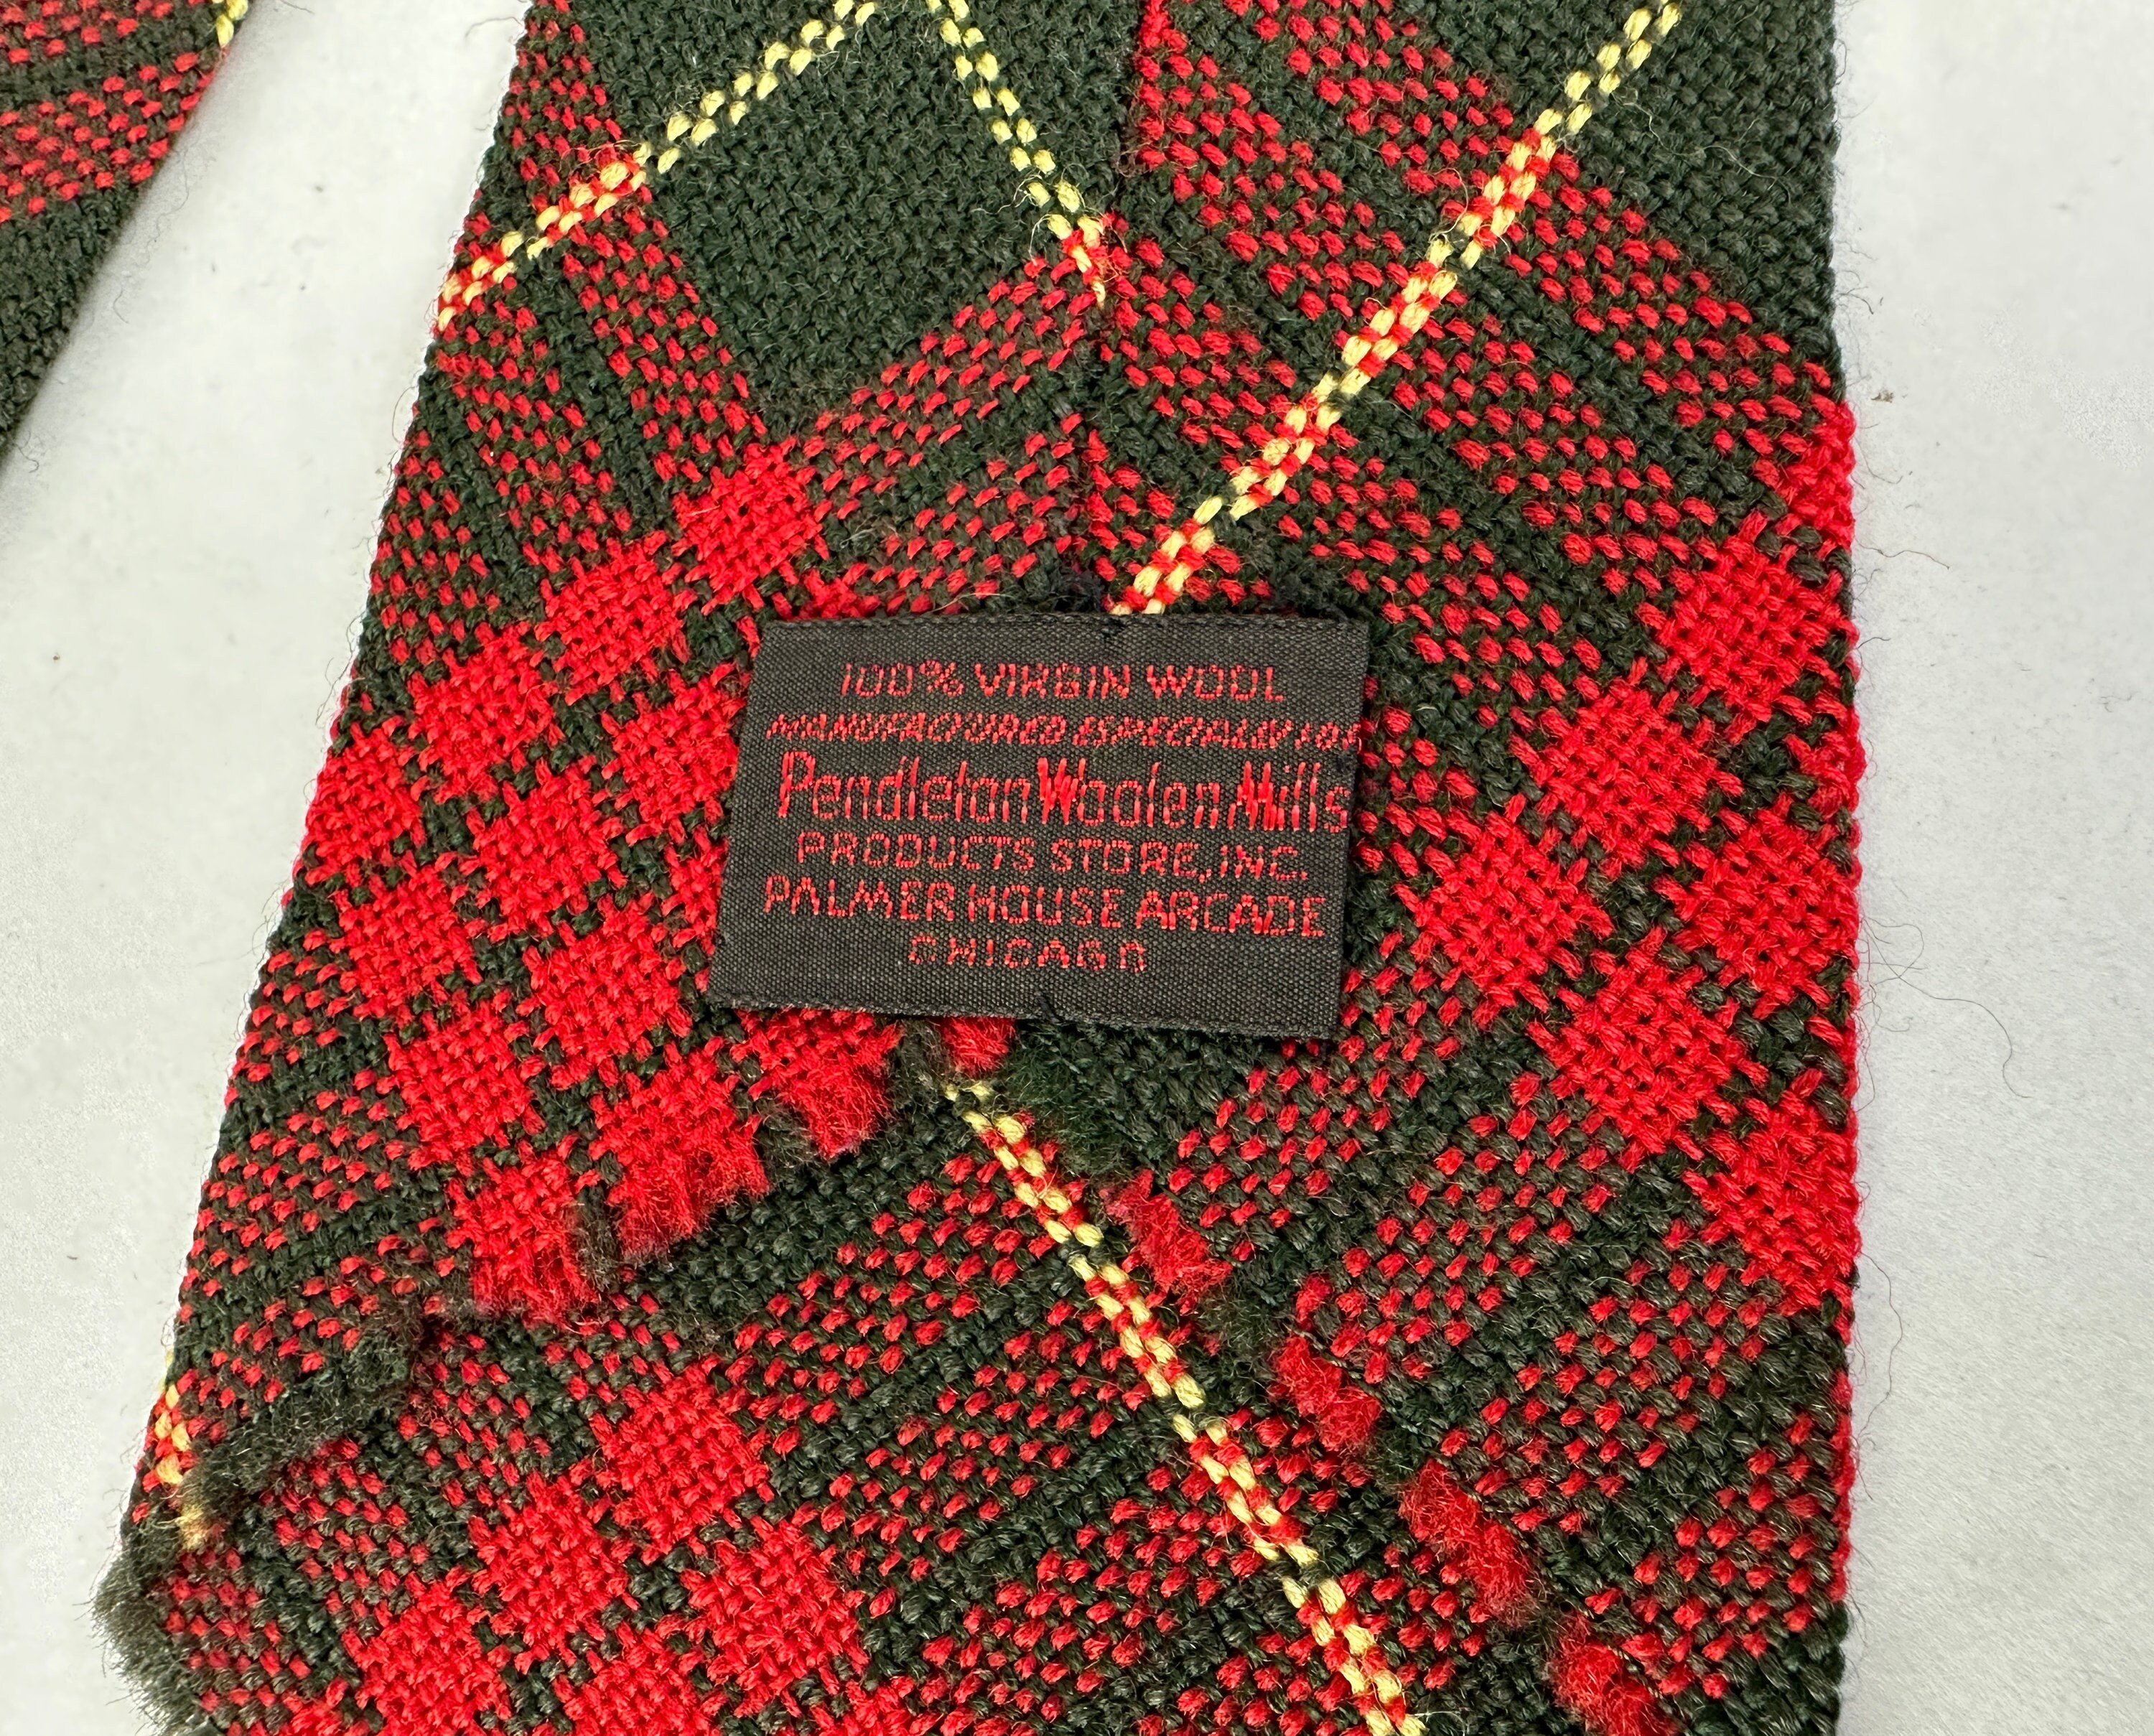 100% VIRGIN WOOL
MANUFACTURED ESPECIALLY FOR
Pendleton Woolen Mills
PRODUCTS STORE, INC.
PALMER HOUSE ARCADE
CHICAGO